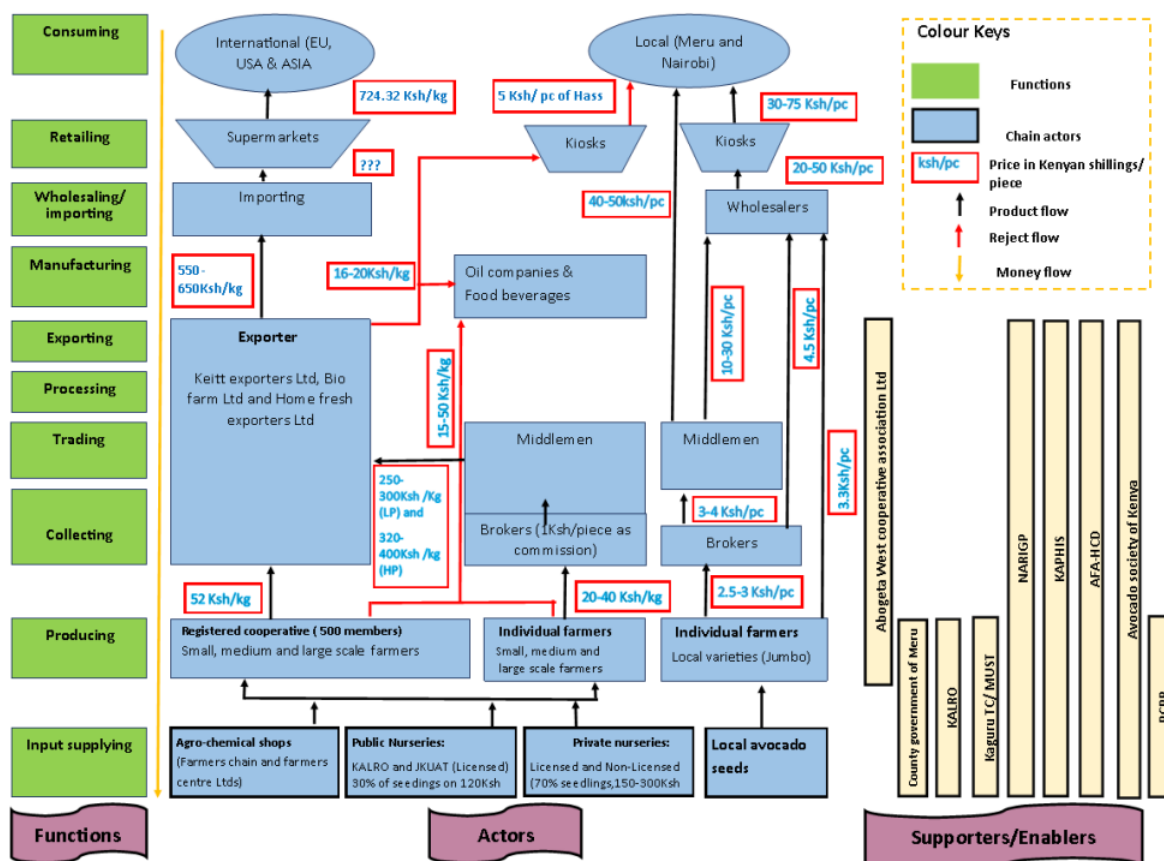 Consuming
Retailing
Wholesaling/
importing
Manufacturing
Exporting
Processing
Trading
Collecting
Producing
Input supplying
Functions
International (EU,
USA & ASIA
724.32 Ksh/kg
Supermarkets
???
Importing
550-
650Ksh/kg
Exporter
Keitt exporters Ltd, Bio
farm Ltd and Home fresh
exporters Ltd
52 Ksh/kg
Registered cooperative ( 500 members)
Small, medium and large scale farmers
Agro-chemical shops
(Farmers chain and farmers
centre Ltds)
Public Nurseries:
KALRO and JKUAT (Licensed)
30% of seedings on 120Ksh
Private nurseries:
Licensed and Non-Licensed
(70% seedlings,150-300Ksh
Local avocado
seeds
Actors
Local (Meru and
Nairobi)
5 Ksh/ pc of Hass
30-75 Ksh/pc
Kiosks
Kiosks
20-50 Ksh/pc
40-50ksh/pc
Wholesalers
16-20Ksh/kg
Oil companies &
Food beverages
15-50 Ksh/kg
10-30 Ksh/pc
4.5 Ksh/pc
3.3Ksh/pc
Middlemen
Middlemen
250-
300Ksh /Kg
(LP) and
320-
400Ksh /kg
(HP)
Brokers (1Ksh/piece as
commission)
3-4 Ksh/pc
Brokers
20-40 Ksh/kg
2.5-3 Ksh/pc
Individual farmers
Small, medium and
large scale farmers
Individual farmers
Local varieties (Jumbo)
Colour Keys
Functions
Chain actors
ksh/pc
Price in Kenyan shillings/
piece
Product flow
Reject flow
Money flow
Abogeta West cooperative association Ltd
County government of Meru
KALRO
Kaguru TC/ MUST
NARIGP
KAPHIS
AFA-HCD
Avocado society of Kenya
Supporters/Enablers